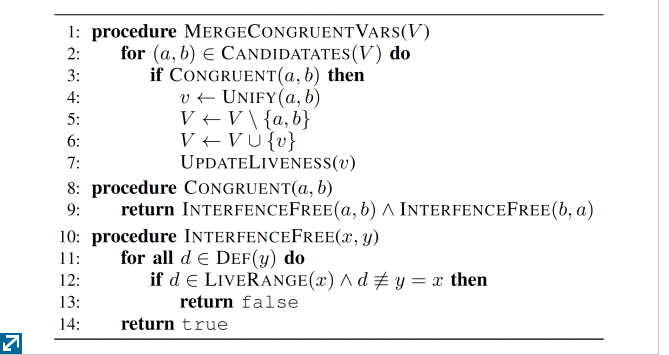 1: procedure MERGECONGRUENTVARS(V)
2: for (a, b) ∈ CANDIDATATES(V) do
3: if CONGRUENT(a, b) then
4: v ← UNIFY(a, b)
5: V ← V \ {a, b}
6: V ← V ∪ {v}
7: UPDATELIVENESS(v)
8: procedure CONGRUENT(a, b)
9: return INTERFENCEFREE(a, b) ∧ INTERFENCEFREE(b, a)
10: procedure INTERFENCEFREE(x, y)
11: for all d ∈ DEF(y) do
12: if d ∈ LIVERANGE(x) ∧ d ≢ y = x then
13: return false
14: return true